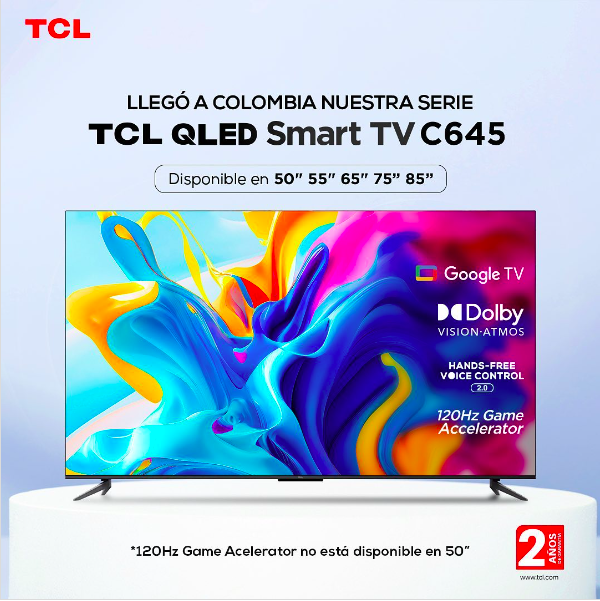 TCL
LLEGÓ A COLOMBIA NUESTRA SERIE
TCL QLED Smart TV C645
Disponible en 50" 55" 65" 75” 85”
Google TV
Dolby
VISION·ATMOS
HANDS-FREE
VOICE CONTROL
2.0
120Hz Game
Accelerator
*120Hz Game Acelerator no está disponible en 50”
2 AÑOS
DE GARANTÍA
www.tcl.com